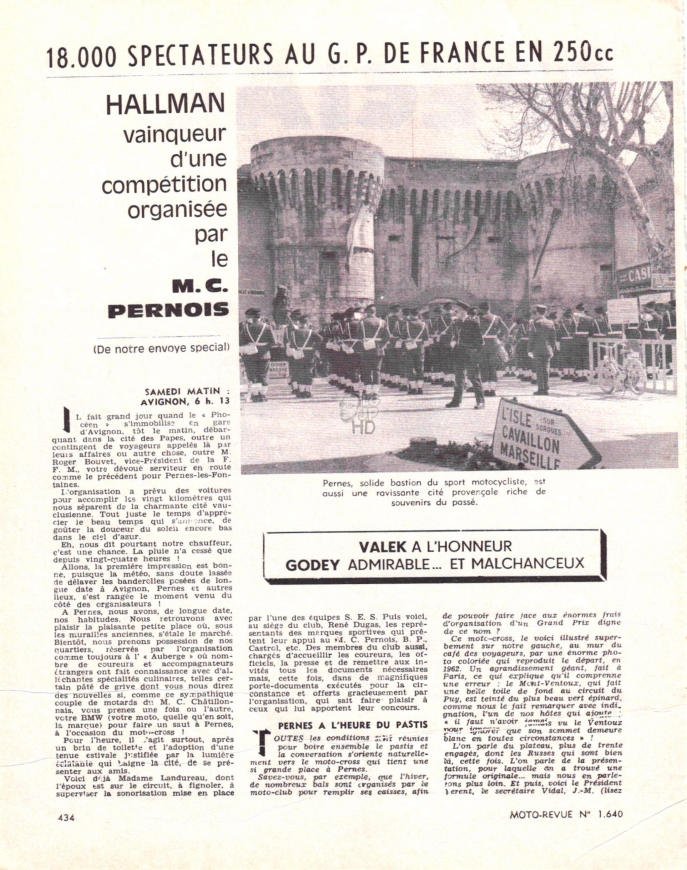 18.000 SPECTATEURS AU G. P. DE FRANCE EN 250cc
HALLMAN
vainqueur
d'une
compétition
organisée
par
le
M. C.
PERNOIS
(De notre envoye special)
CASI
L'ISLE SUR SORGUES
CAVAILLON
MARSEILLE
HD
Pernes, solide bastion du sport motocycliste, est
aussi une ravissante cité provençale riche de
souvenirs du passé.
VALEK A L'HONNEUR
GODEY ADMIRABLE... ET MALCHANCEUX
SAMEDI MATIN :
AVIGNON, 6 h. 13
IL fait grand jour quand le « Pho-
céen » s'immobilise en gare
d'Avignon, tôt le matin, débar-
quant dans la cité des Papes, outre un
contingent de voyageurs appelés là par
leurs affaires ou autre chose, outre M.
Roger Bouvet, vice-Président de la F.
F. M., votre dévoué serviteur en route
comme le précédent pour Pernes-les-Fon-
taines.
L'organisation a prévu des voitures
pour accomplir les vingt kilomètres qui
nous séparent de la charmante cité vau-
clusienne. Tout juste le temps d'appré-
cier le beau temps qui s'annonce, de
goûter la douceur du soleil encore bas
dans le ciel d'azur.
Eh, nous dit pourtant notre chauffeur,
c'est une chance. La pluie n'a cessé que
depuis vingt-quatre heures !
Allons, la première impression est bon-
ne, puisque la météo, sans doute lassée
de délaver les banderolles posées de lon-
gue date à Avignon, Pernes et autres
lieux, s'est rangée le moment venu du
côté des organisateurs !
A Pernes, nous avons, de longue date,
nos habitudes. Nous retrouvons avec
plaisir la plaisante petite place où, sous
les murailles anciennes, s'étale le marché.
Bientôt, nous prenons possession de nos
quartiers, réservés par l'organisation
comme toujours à l'« Auberge » où nom-
bre de coureurs et accompagnateurs
étrangers ont fait connaissance avec d'al-
léchantes spécialités culinaires, telles cer-
tain pâté de grive dont vous nous direz
des nouvelles si, comme ce sympathique
couple de motards du M. C. Châtillon-
nais, vous prenez une fois ou l'autre,
votre BMW (votre moto, quelle qu'en soit,
la marque) pour faire un saut à Pernes,
à l'occasion du mot-cross !
Pour l'heure, il s'agit surtout, après
un brin de toilette et l'adoption d'une
tenue estivale justifiée par la lumière
éclatante qui baigne la cité, de se pré-
senter aux amis.
Voici déjà Madame Landureau, dont
l'époux est sur le circuit, à fignoler, à
superviser la sonorisation mise en place
par l'une des équipes S. E. S. Puis voici,
au siège du club, René Dugas, les repré-
sentants des marques sportives qui prê-
tent leur appui au M. C. Pernois, B. P.,
Castrol, etc. Des membres du club aussi,
chargés d'accueillir les coureurs, les of-
ficiels, la presse et de remettre aux in-
vités tous les documents nécessaires
mais, cette fois, dans de magnifiques
porte-documents exécutés pour la cir-
constance et offerts gracieusement par
l'organisation, qui sait faire plaisir à
ceux qui lui apportent leur concours.
PERNES A L'HEURE DU PASTIS
TOUTES les conditions sont réunies
pour boire ensemble le pastis et
la conversation s'oriente naturelle-
ment vers le moto-cross qui tient une
si grande place à Pernes.
Savez-vous, par exemple, que l'hiver,
de nombreux bals sont organisés par le
moto-club pour remplir ses caisses, afin
de pouvoir faire face aux énormes frais
d'organisation d'un Grand Prix digne
de ce nom ?
Ce moto-cross, le voici illustré super-
bement sur notre gauche, au mur du
café des voyageurs, par une énorme pho-
to coloriée qui reproduit le départ, en
1962. Un agrandissement géant, fait à
Paris, ce qui explique qu'il comprenne
une erreur : le Mont-Ventoux, qui fait
une belle toile de fond au circuit du
Puy, est teinté du plus beau vert épinard,
comme nous le fait remarquer avec indi-
gnation, l'un de nos hôtes qui ajoute :
« il faut n'avoir jamais vu le Ventoux
pour ignorer que son sommet demeure
blanc en toutes circonstances » !
L'on parle du plateau, plus de trente
engagés, dont les Russes qui sont bien
là, cette fois. L'on parle de la présen-
tation, pour laquelle on a trouvé une
formule originale... mais nous en parle-
rons plus loin. Et puis, voici le Président
Verent, le secrétaire Vidal, J.-M. (lisez
434
MOTO-REVUE N° 1.640